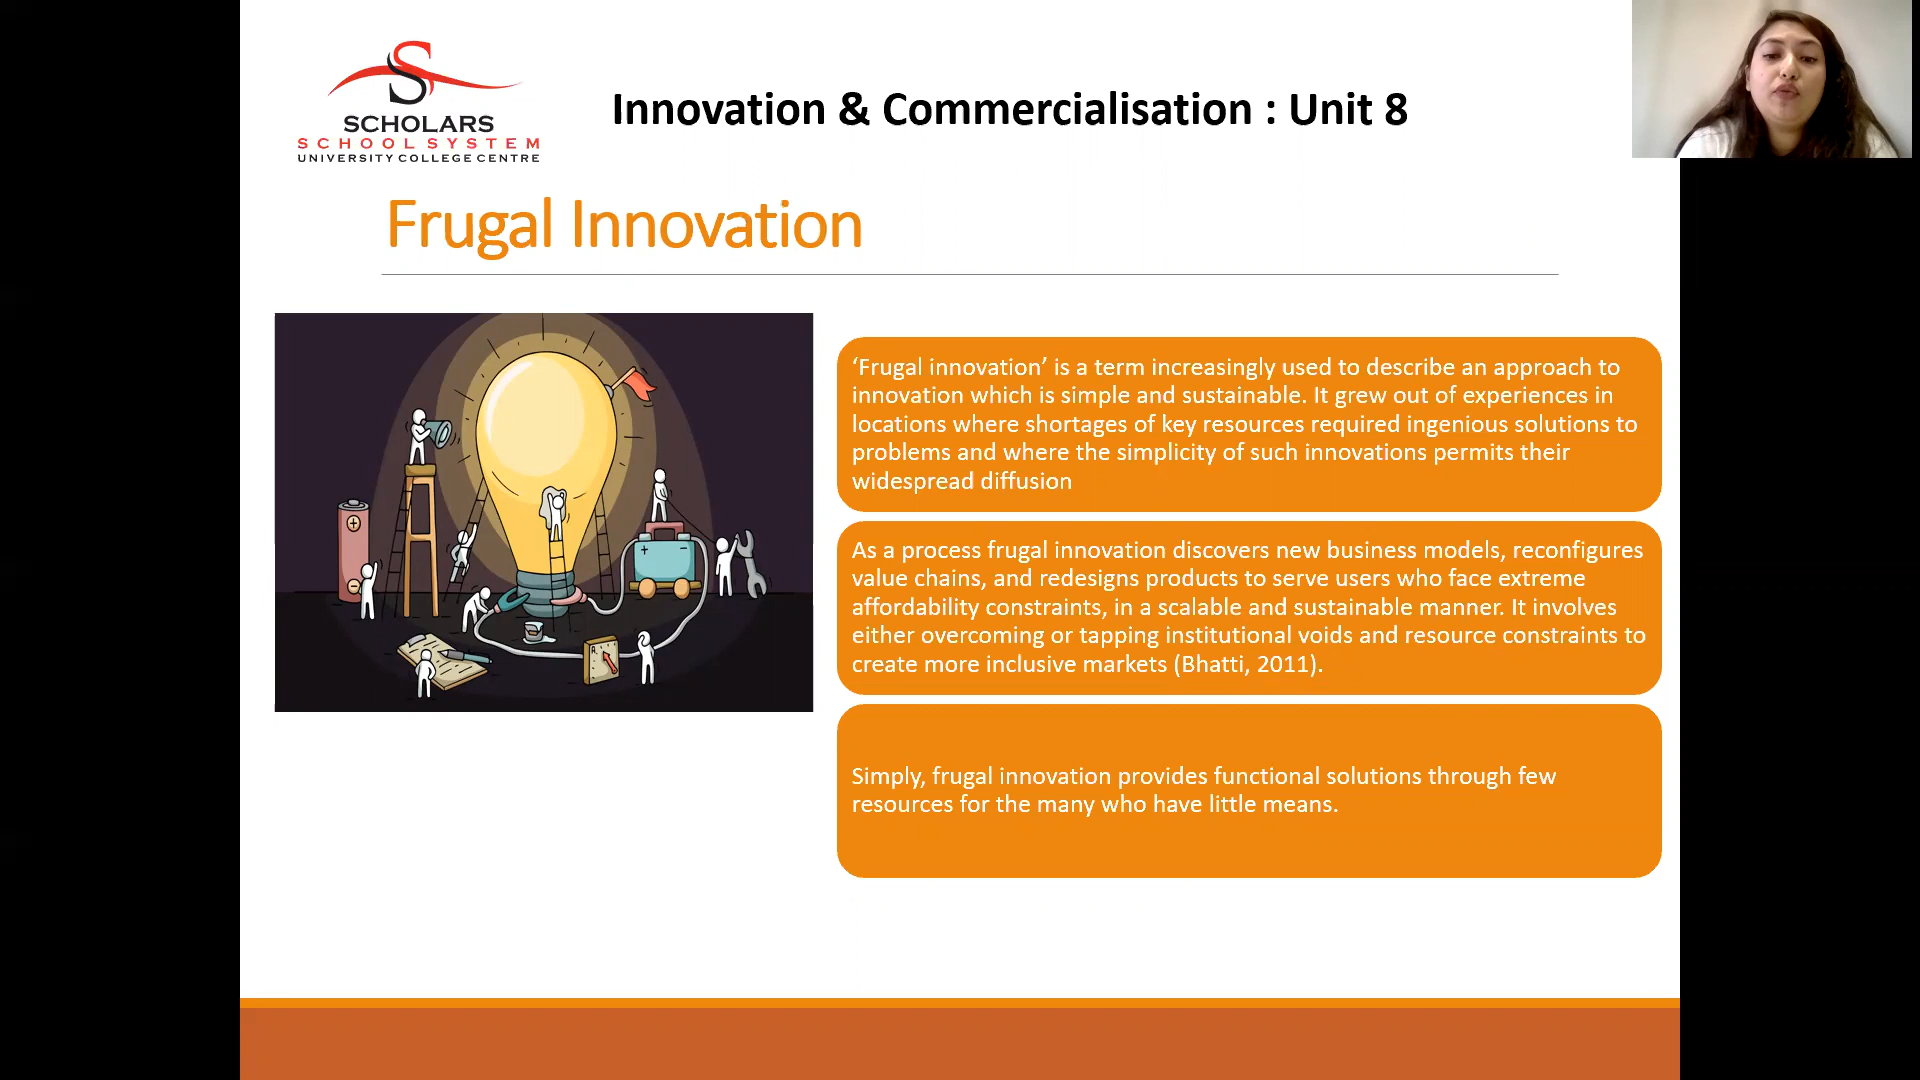 S
SCHOLARS
SCHOOL SYSTEM
UNIVERSITY COLLEGE CENTRE
Innovation & Commercialisation : Unit 8
Frugal Innovation
‘Frugal innovation’ is a term increasingly used to describe an approach to
innovation which is simple and sustainable. It grew out of experiences in
locations where shortages of key resources required ingenious solutions to
problems and where the simplicity of such innovations permits their
widespread diffusion
As a process frugal innovation discovers new business models, reconfigures
value chains, and redesigns products to serve users who face extreme
affordability constraints, in a scalable and sustainable manner. It involves
either overcoming or tapping institutional voids and resource constraints to
create more inclusive markets (Bhatti, 2011).
Simply, frugal innovation provides functional solutions through few
resources for the many who have little means.